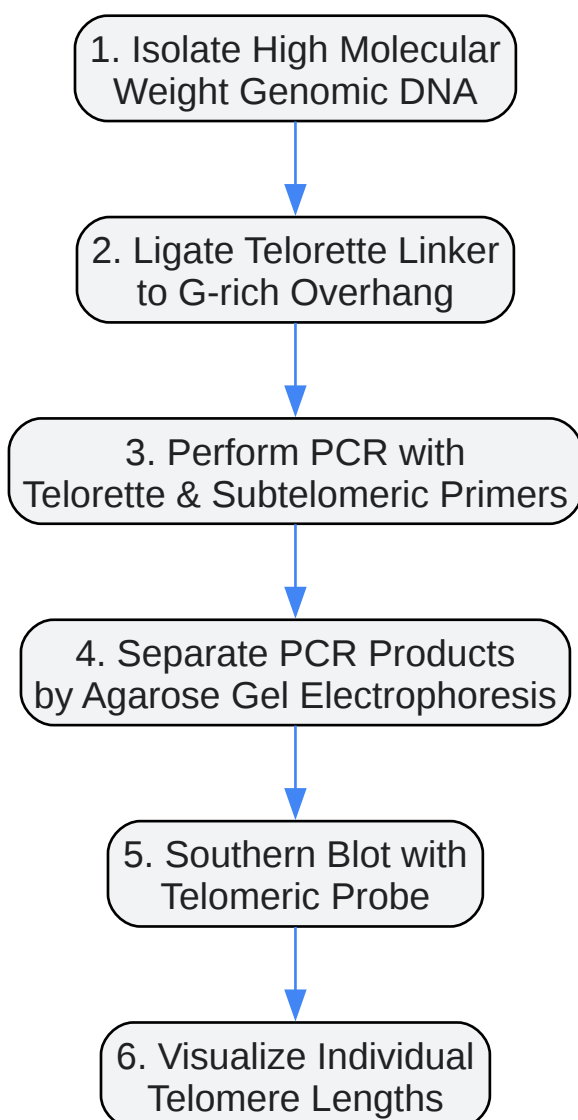 1. Isolate High Molecular
Weight Genomic DNA
2. Ligate Telorette Linker
to G-rich Overhang
3. Perform PCR with
Telorette & Subtelomeric Primers
4. Separate PCR Products
by Agarose Gel Electrophoresis
5. Southern Blot with
Telomeric Probe
6. Visualize Individual
Telomere Lengths